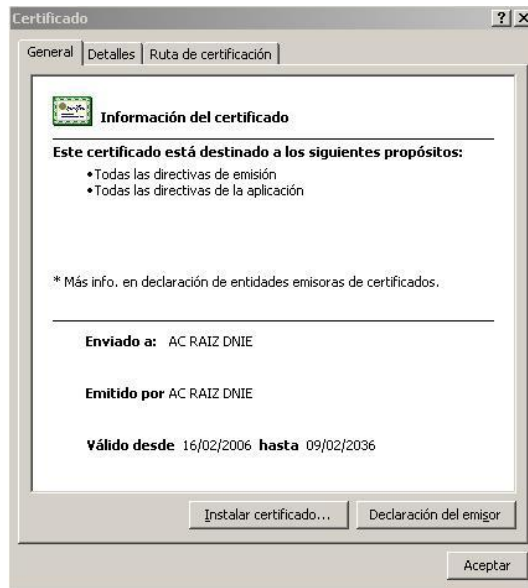 Certificado
General Detalles Ruta de certificación
Información del certificado
Este certificado está destinado a los siguientes propósitos:
•Todas las directivas de emisión
•Todas las directivas de la aplicación
* Más info. en declaración de entidades emisoras de certificados.
Enviado a: AC RAIZ DNIE
Emitido por AC RAIZ DNIE
Válido desde 16/02/2006 hasta 09/02/2036
Instalar certificado... Declaración del emisor
Aceptar